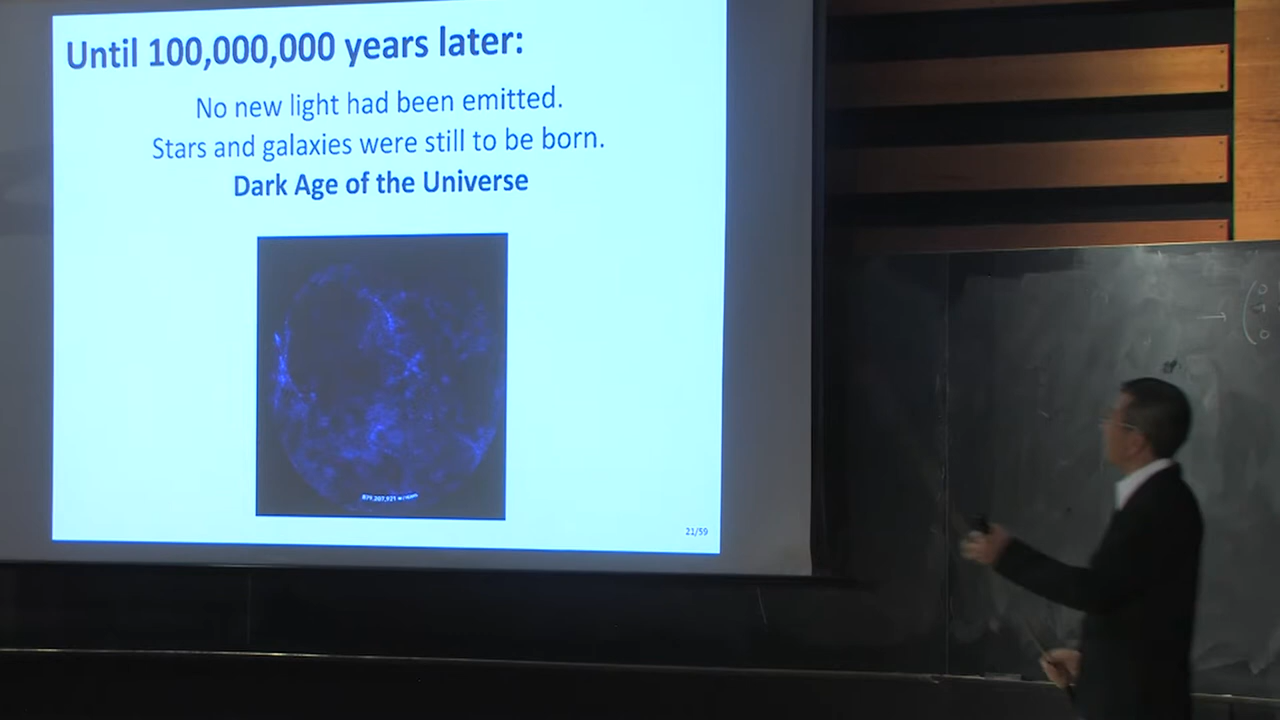 Until 100,000,000 years later:
No new light had been emitted.
Stars and galaxies were still to be born.
Dark Age of the Universe
21/59